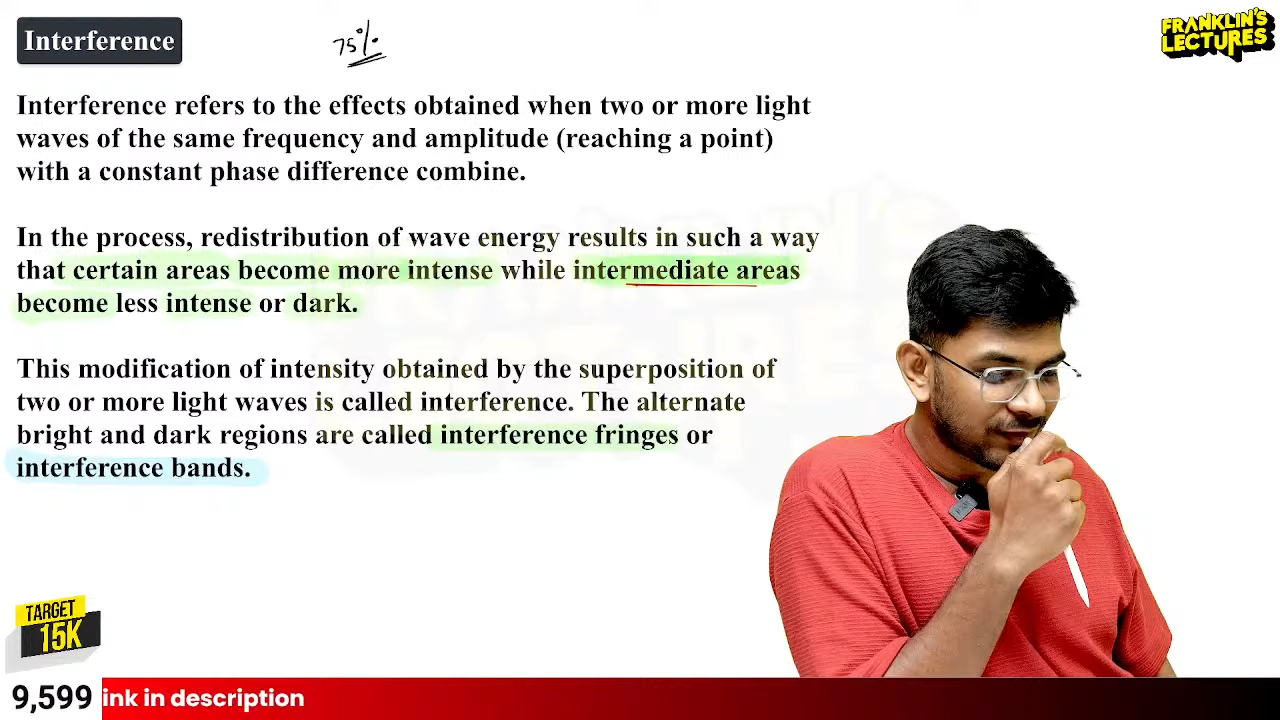 Interference
75%
FRANKLIN'S
LECTURES
Interference refers to the effects obtained when two or more light
waves of the same frequency and amplitude (reaching a point)
with a constant phase difference combine.
In the process, redistribution of wave energy results in such a way
that certain areas become more intense while intermediate areas
become less intense or dark.
This modification of intensity obtained by the superposition of
two or more light waves is called interference. The alternate
bright and dark regions are called interference fringes or
interference bands.
TARGET
15K
9,599
ink in description